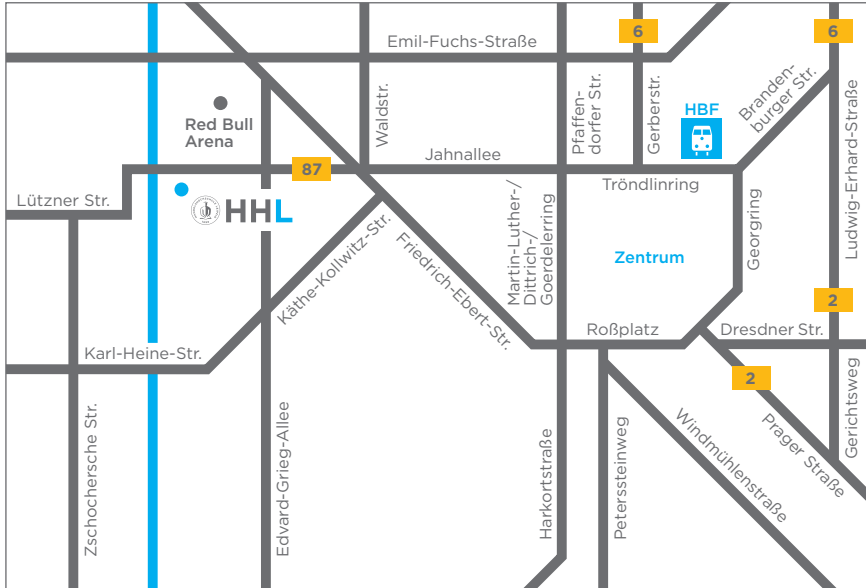 6
6
Emil-Fuchs-Straße
Waldstr.
Pfaffen-
dorfer Str.
Gerberstr.
HBF
Branden-
burger Str.
Ludwig-Erhard-Straße
Red Bull
Arena
87
Jahnallee
Tröndlinring
Lützner Str.
HHL
Käthe-Kollwitz-Str.
Friedrich-Ebert-Str.
Martin-Luther-/
Dittrich-/
Goerdelerring
Zentrum
Georgring
2
Roßplatz
Dresdner Str.
Karl-Heine-Str.
2
Zschochersche Str.
Edvard-Grieg-Allee
Harkortstraße
Peterssteinweg
Windmühlenstraße
Prager Straße
Gerichtsweg